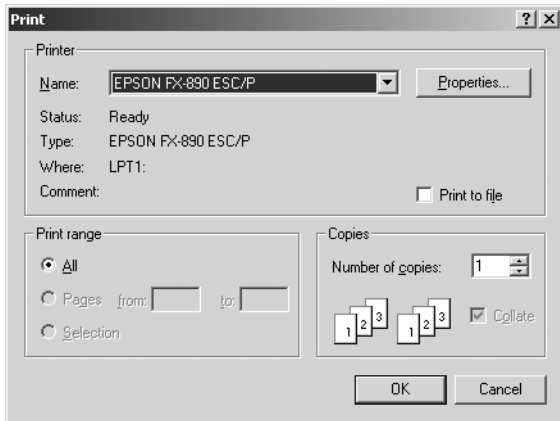 Print
Printer
Name: EPSON FX-890 ESC/P Properties...
Status: Ready
Type: EPSON FX-890 ESC/P
Where: LPT1:
Comment: Print to file
Print range
All
Pages from: to:
Selection
Copies
Number of copies: 1
1 2 3 1 2 3 Collate
OK Cancel